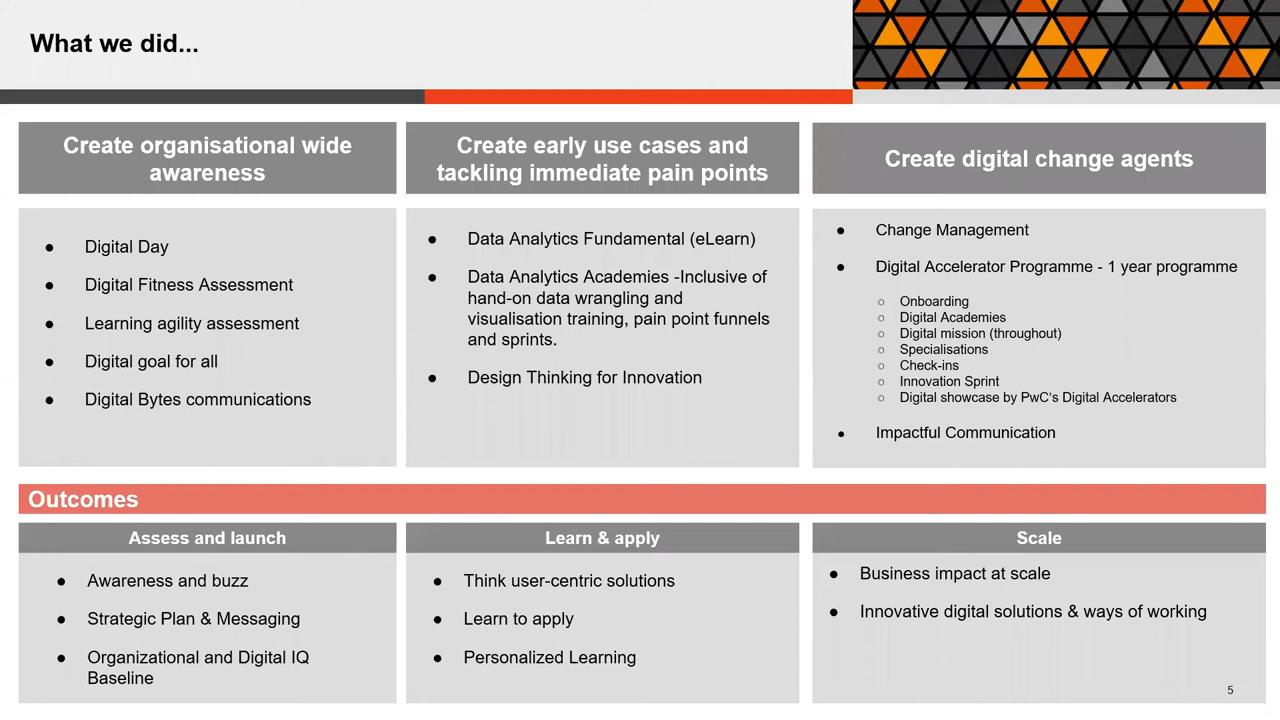 What we did...
Create organisational wide
awareness
Create early use cases and
tackling immediate pain points
Create digital change agents
● Digital Day
● Digital Fitness Assessment
● Learning agility assessment
● Digital goal for all
● Digital Bytes communications
● Data Analytics Fundamental (eLearn)
● Data Analytics Academies -Inclusive of
hand-on data wrangling and
visualisation training, pain point funnels
and sprints.
● Design Thinking for Innovation
● Change Management
● Digital Accelerator Programme - 1 year programme
○ Onboarding
○ Digital Academies
○ Digital mission (throughout)
○ Specialisations
○ Check-ins
○ Innovation Sprint
○ Digital showcase by PwC's Digital Accelerators
● Impactful Communication
Outcomes
Assess and launch
● Awareness and buzz
● Strategic Plan & Messaging
● Organizational and Digital IQ
Baseline
Learn & apply
● Think user-centric solutions
● Learn to apply
● Personalized Learning
Scale
● Business impact at scale
● Innovative digital solutions & ways of working
5